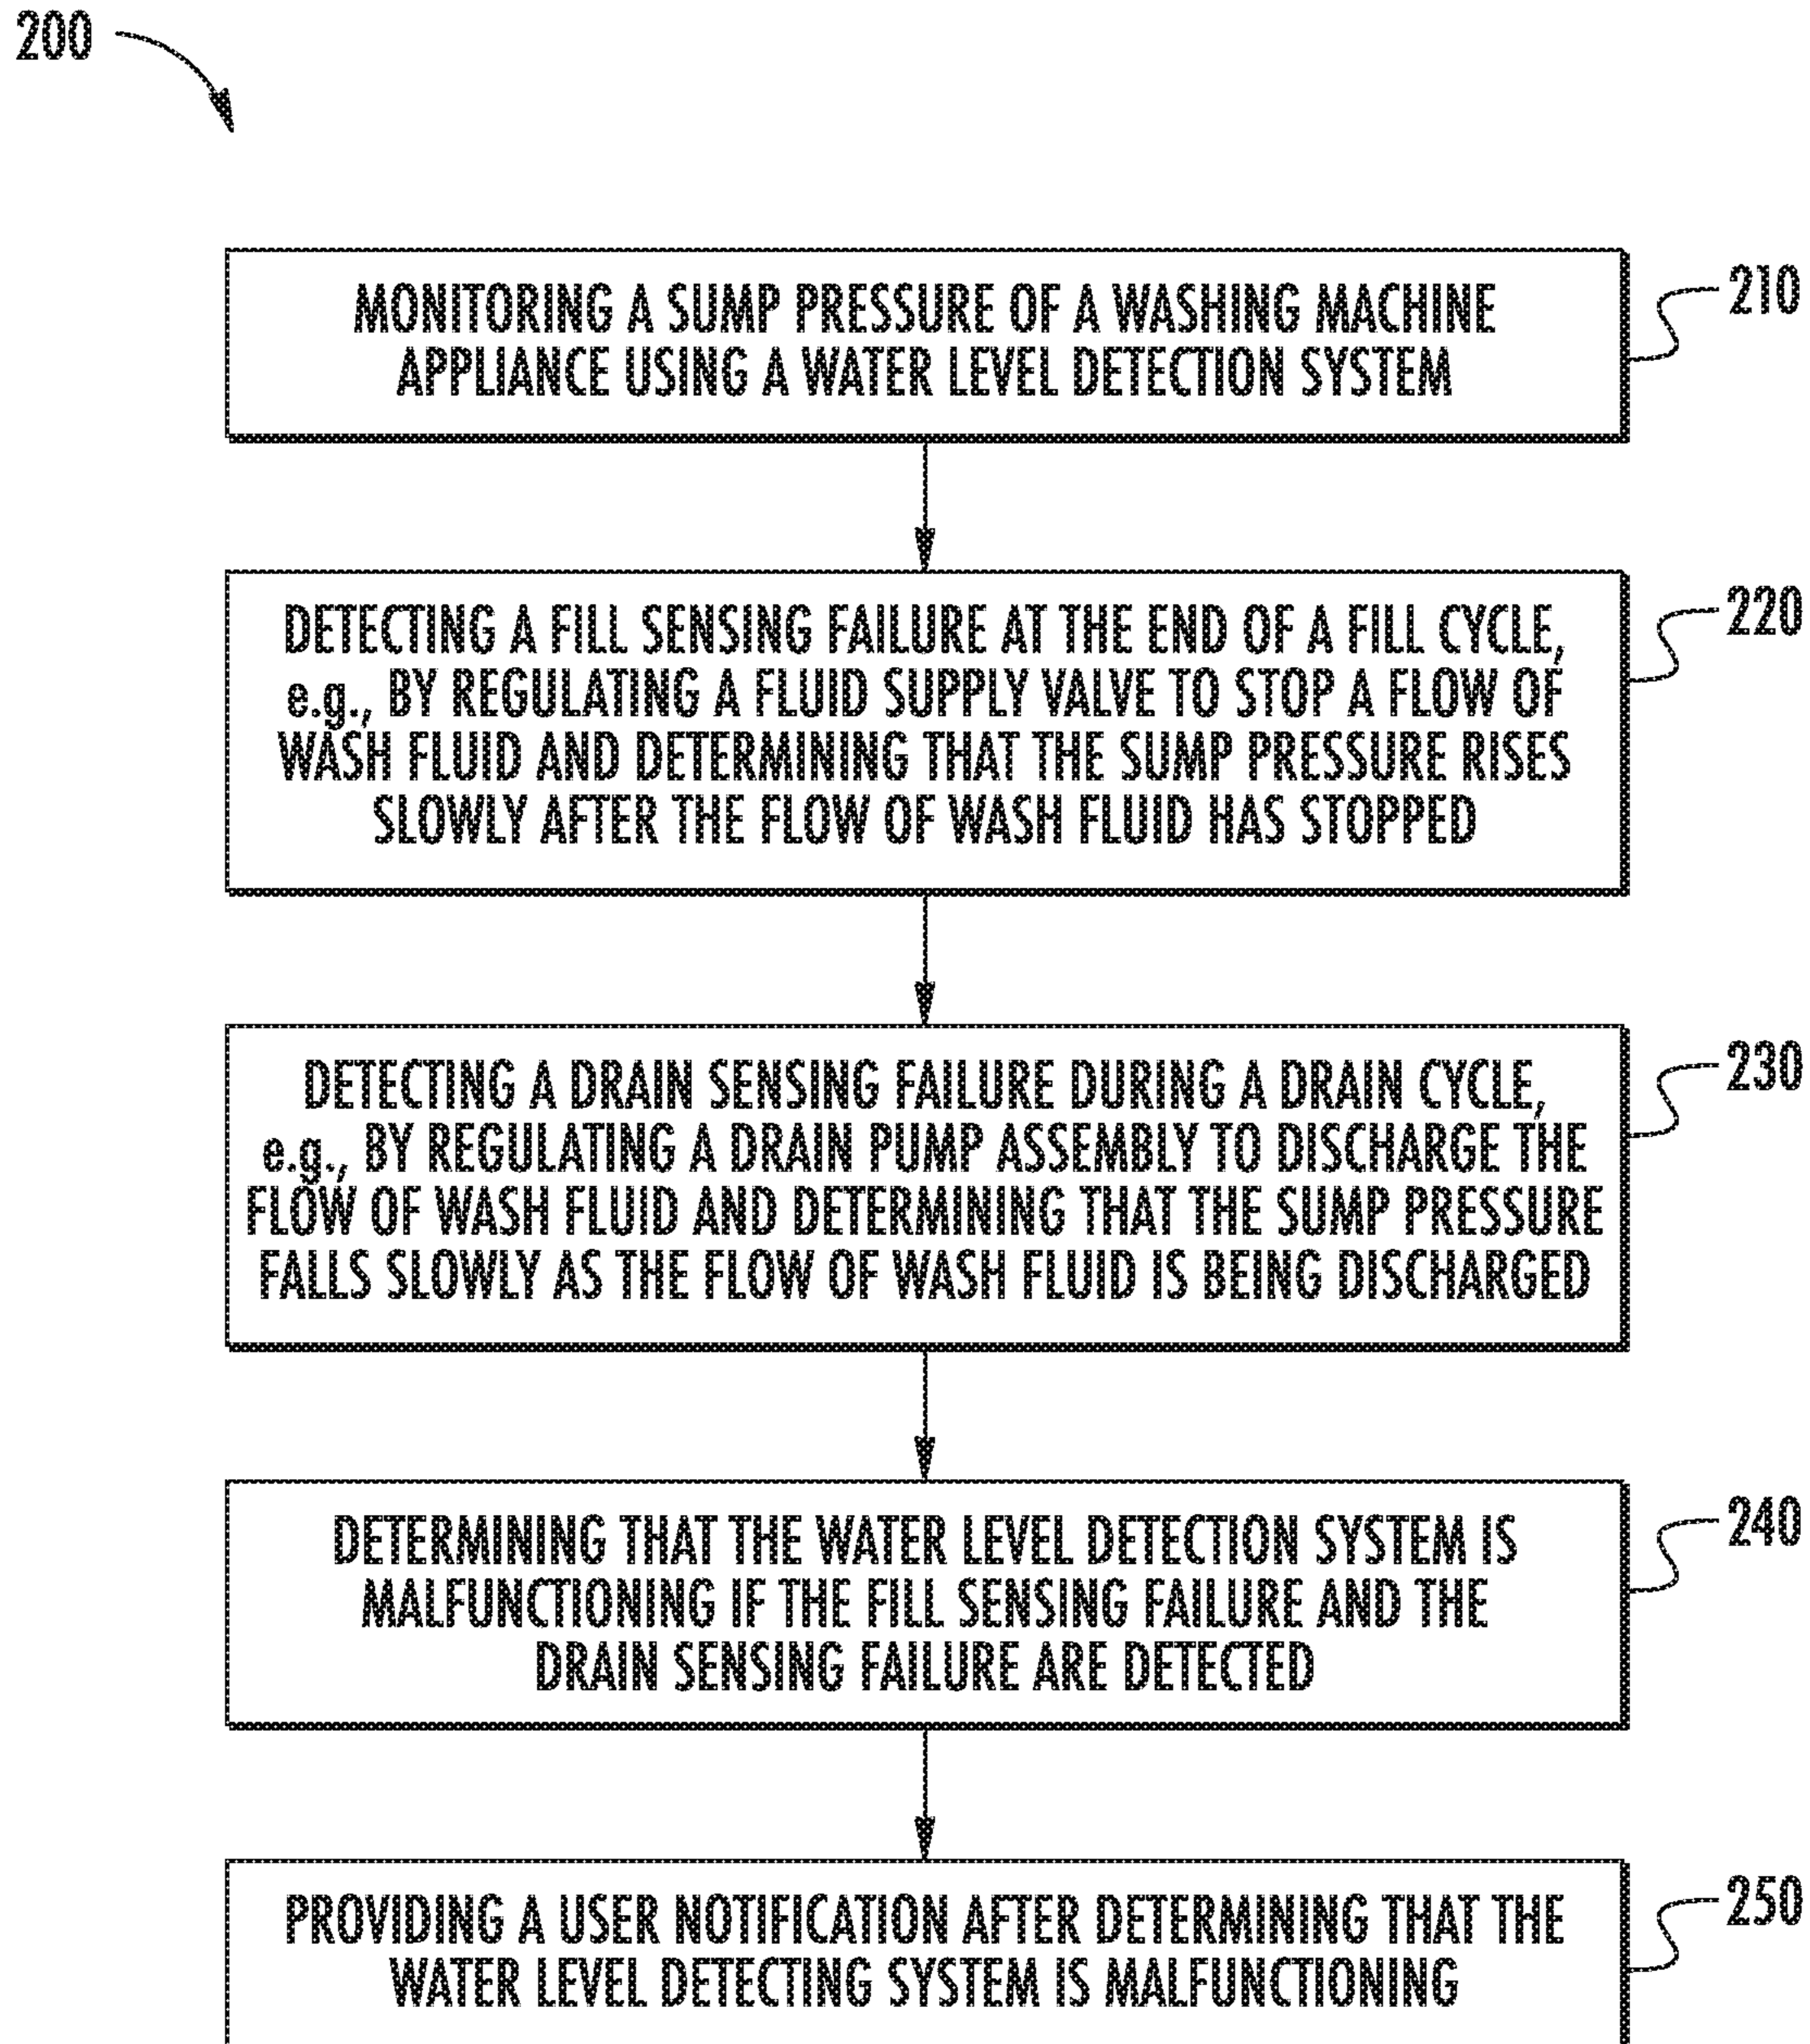 200
MONITORING A SUMP PRESSURE OF A WASHING MACHINE
APPLIANCE USING A WATER LEVEL DETECTION SYSTEM
210
DETECTING A FILL SENSING FAILURE AT THE END OF A FILL CYCLE,
e.g., BY REGULATING A FLUID SUPPLY VALVE TO STOP A FLOW OF
WASH FLUID AND DETERMINING THAT THE SUMP PRESSURE RISES
SLOWLY AFTER THE FLOW OF WASH FLUID HAS STOPPED
220
DETECTING A DRAIN SENSING FAILURE DURING A DRAIN CYCLE,
e.g., BY REGULATING A DRAIN PUMP ASSEMBLY TO DISCHARGE THE
FLOW OF WASH FLUID AND DETERMINING THAT THE SUMP PRESSURE
FALLS SLOWLY AS THE FLOW OF WASH FLUID IS BEING DISCHARGED
230
DETERMINING THAT THE WATER LEVEL DETECTION SYSTEM IS
MALFUNCTIONING IF THE FILL SENSING FAILURE AND THE
DRAIN SENSING FAILURE ARE DETECTED
240
PROVIDING A USER NOTIFICATION AFTER DETERMINING THAT THE
WATER LEVEL DETECTING SYSTEM IS MALFUNCTIONING
250